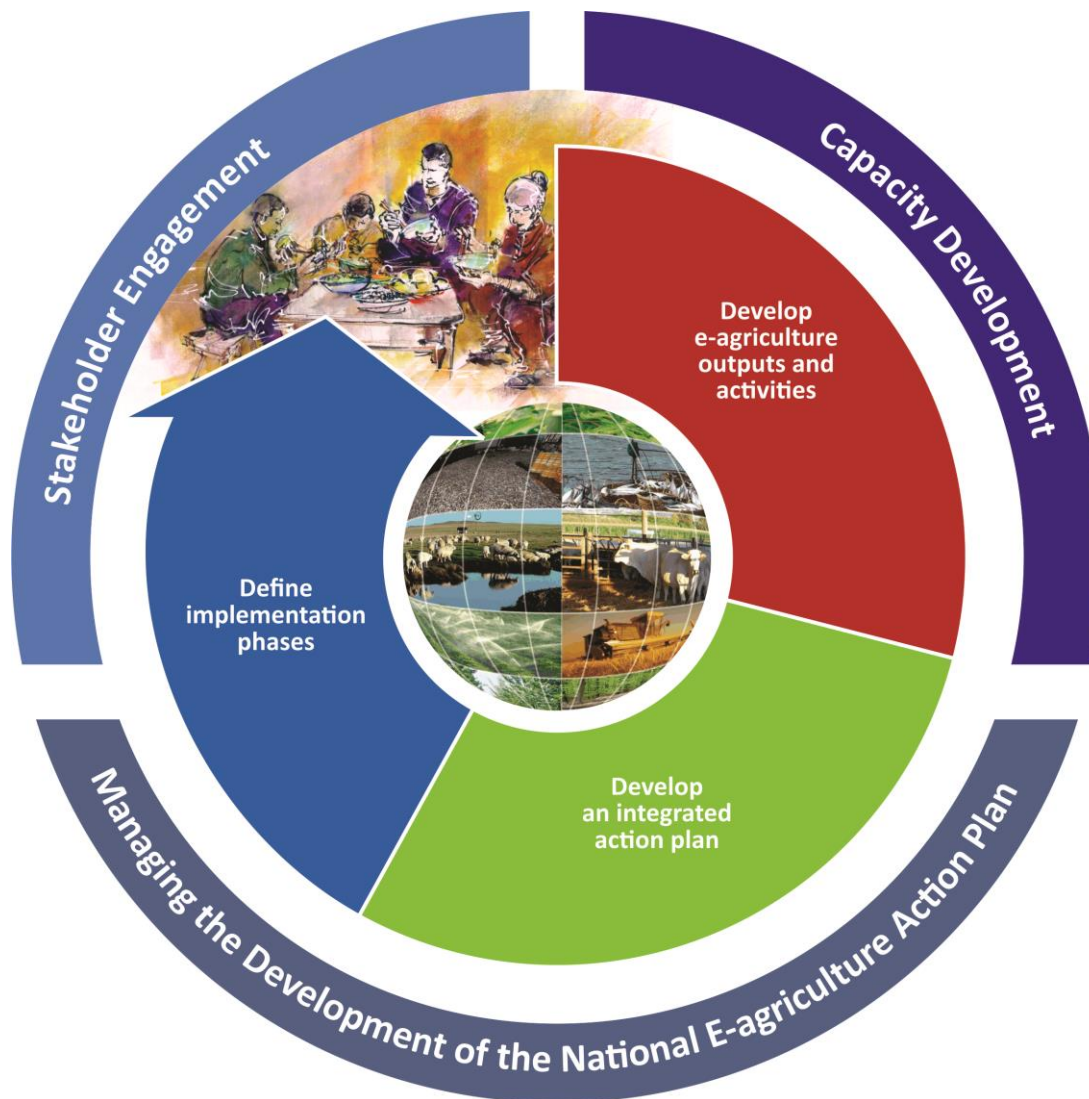 Stakeholder Engagement
Capacity Development
Develop
e-agriculture
outputs and
activities
Define
implementation
phases
Develop
an integrated
action plan
Managing the Development of the National E-agriculture Action Plan